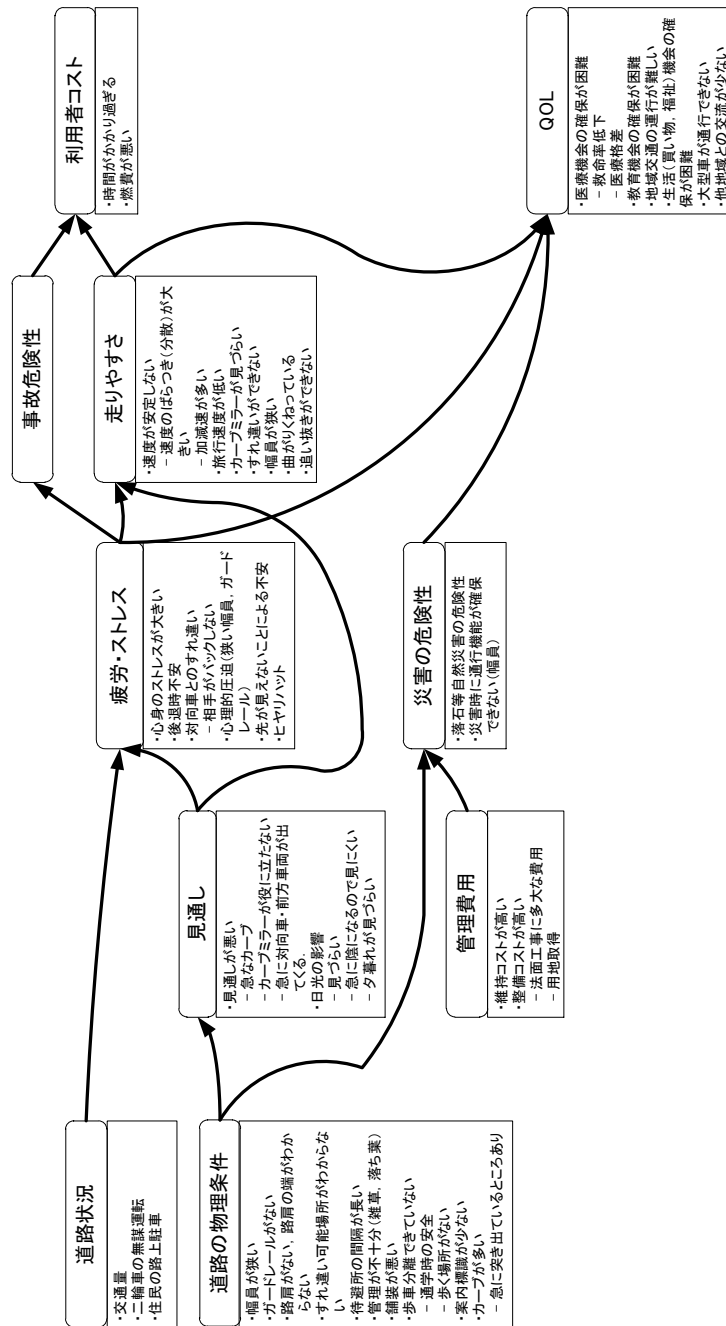 道路状況
・交通量
・二輪車の無謀運転
・住民の路上駐車
道路の物理条件
・幅員が狭い
・ガードレールがない
・路肩がない，路肩の端がわか
らない
・すれ違い可能場所がわからな
い
・待避所の間隔が長い
・管理が不十分(雑草，落ち葉)
・舗装が悪い
・歩車分離できていない
－通学時の安全
－歩く場所がない
・案内標識が少ない
・カーブが多い
－急に突き出ているところあり
見通し
・見通しが悪い
－急なカーブ
－カーブミラーが役に立たない
－急に対向車・前方車両が出
てくる．
・日光の影響
－見づらい
－急に陰になるので見にくい
－夕暮れが見づらい
管理費用
・維持コストが高い
・整備コストが高い
－法面工事に多大な費用
－用地取得
疲労・ストレス
・心身のストレスが大きい
・後退時不安
・対向車とのすれ違い
－相手がバックしない
・心理的圧迫(狭い幅員，ガード
レール)
・先が見えないことによる不安
・ヒヤリハット
災害の危険性
・落石等自然災害の危険性
・災害時に通行機能が確保
できない(幅員)
事故危険性
走りやすさ
・速度が安定しない
－速度のばらつき(分散)が大
きい
－加減速が多い
・旅行速度が低い
・カーブミラーが見づらい
・すれ違いができない
・幅員が狭い
・曲がりくねっている
・追い抜きができない
利用者コスト
・時間がかかり過ぎる
・燃費が悪い
QOL
・医療機会の確保が困難
－救命率低下
－医療格差
・教育機会の確保が困難
・地域交通の運行が難しい
・生活(買い物，福祉)機会の確
保が困難
・大型車が通行できない
・他地域との交流が少ない